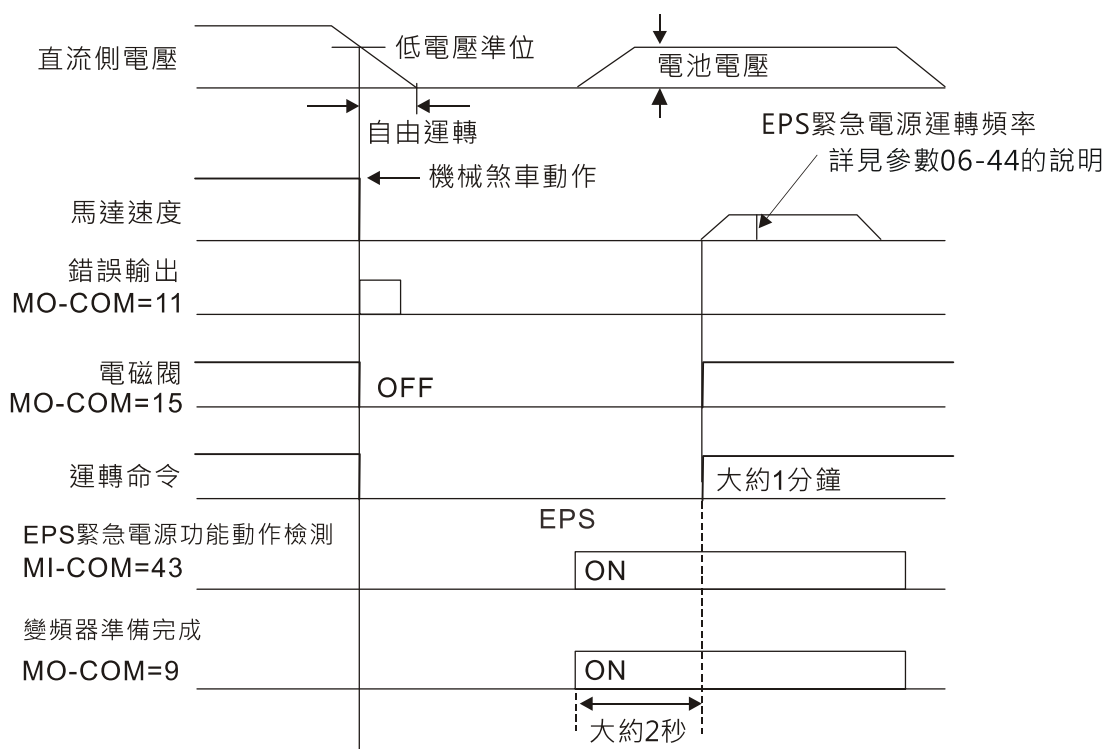 直流側電壓
低電壓準位
電池電壓
自由運轉
EPS緊急電源運轉頻率
詳見參數06-44的說明
機械煞車動作
馬達速度
錯誤輸出
MO-COM=11
電磁閥
MO-COM=15
OFF
運轉命令
大約1分鐘
EPS
EPS緊急電源功能動作檢測
MI-COM=43
ON
變頻器準備完成
MO-COM=9
ON
大約2秒